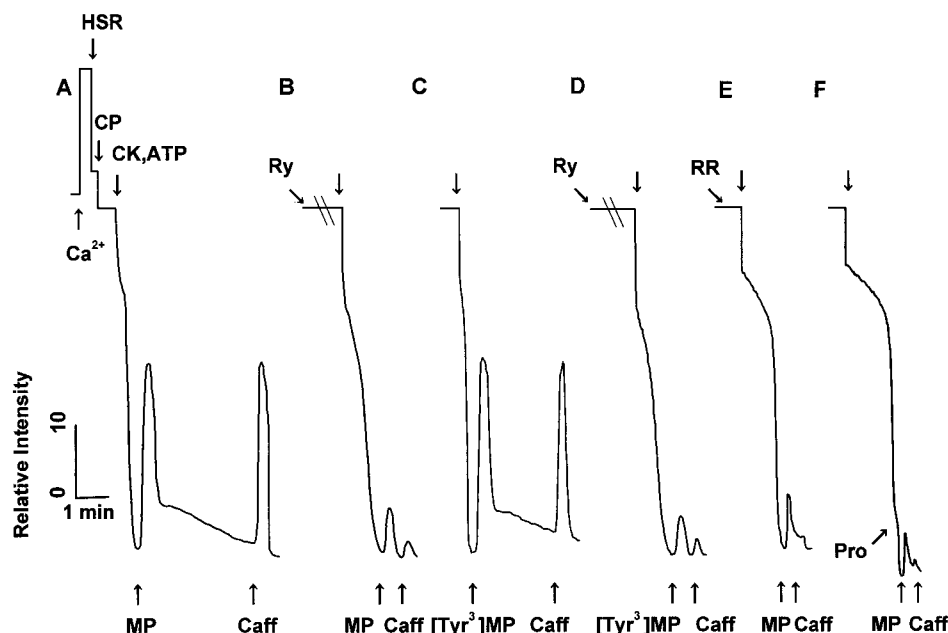 HSR
A
B
C
D
E
F
CP
CK,ATP
Ry
Ry
RR
Ca²⁺
Relative Intensity
10
0
1 min
Pro
MP
Caff
MP Caff
[Tyr³]MP
Caff
[Tyr³]MP
Caff
MP Caff
MP Caff